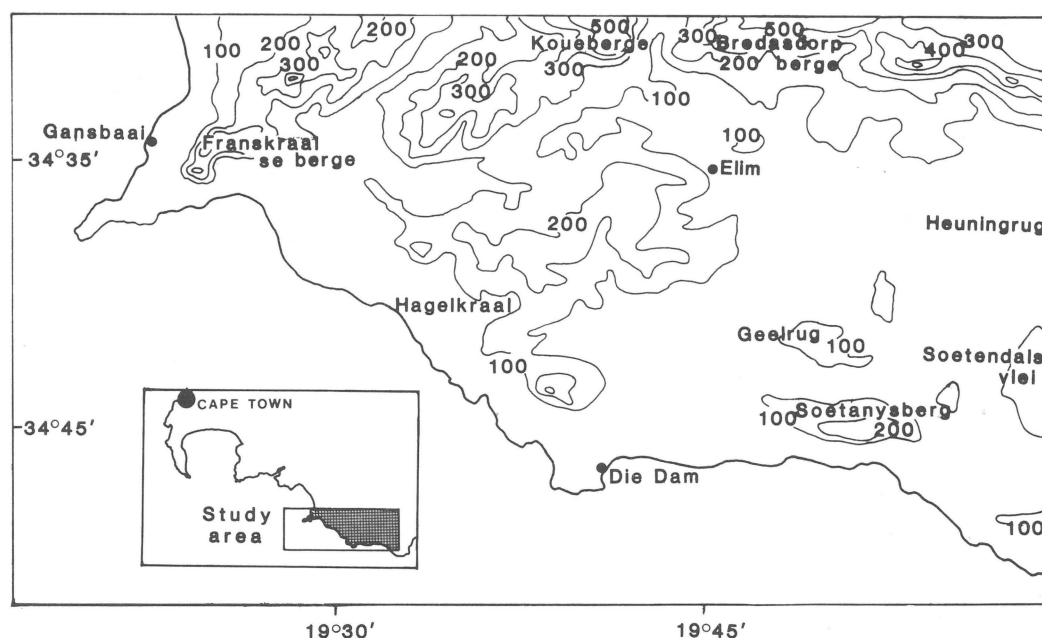 200
200
500
300
500
300
100
200
Koueberge
Bredasdorp
400
300
200
300
200
berge
300
100
Gansbaai
Franskraal
se berge
100
34°35'
Elim
200
Heuningrug
Hagelkraal
Geelrug
100
Soetendals
vlei
100
CAPE TOWN
100
Soetanysberg
200
34°45'
Die Dam
Study
area
100
19°30'
19°45'